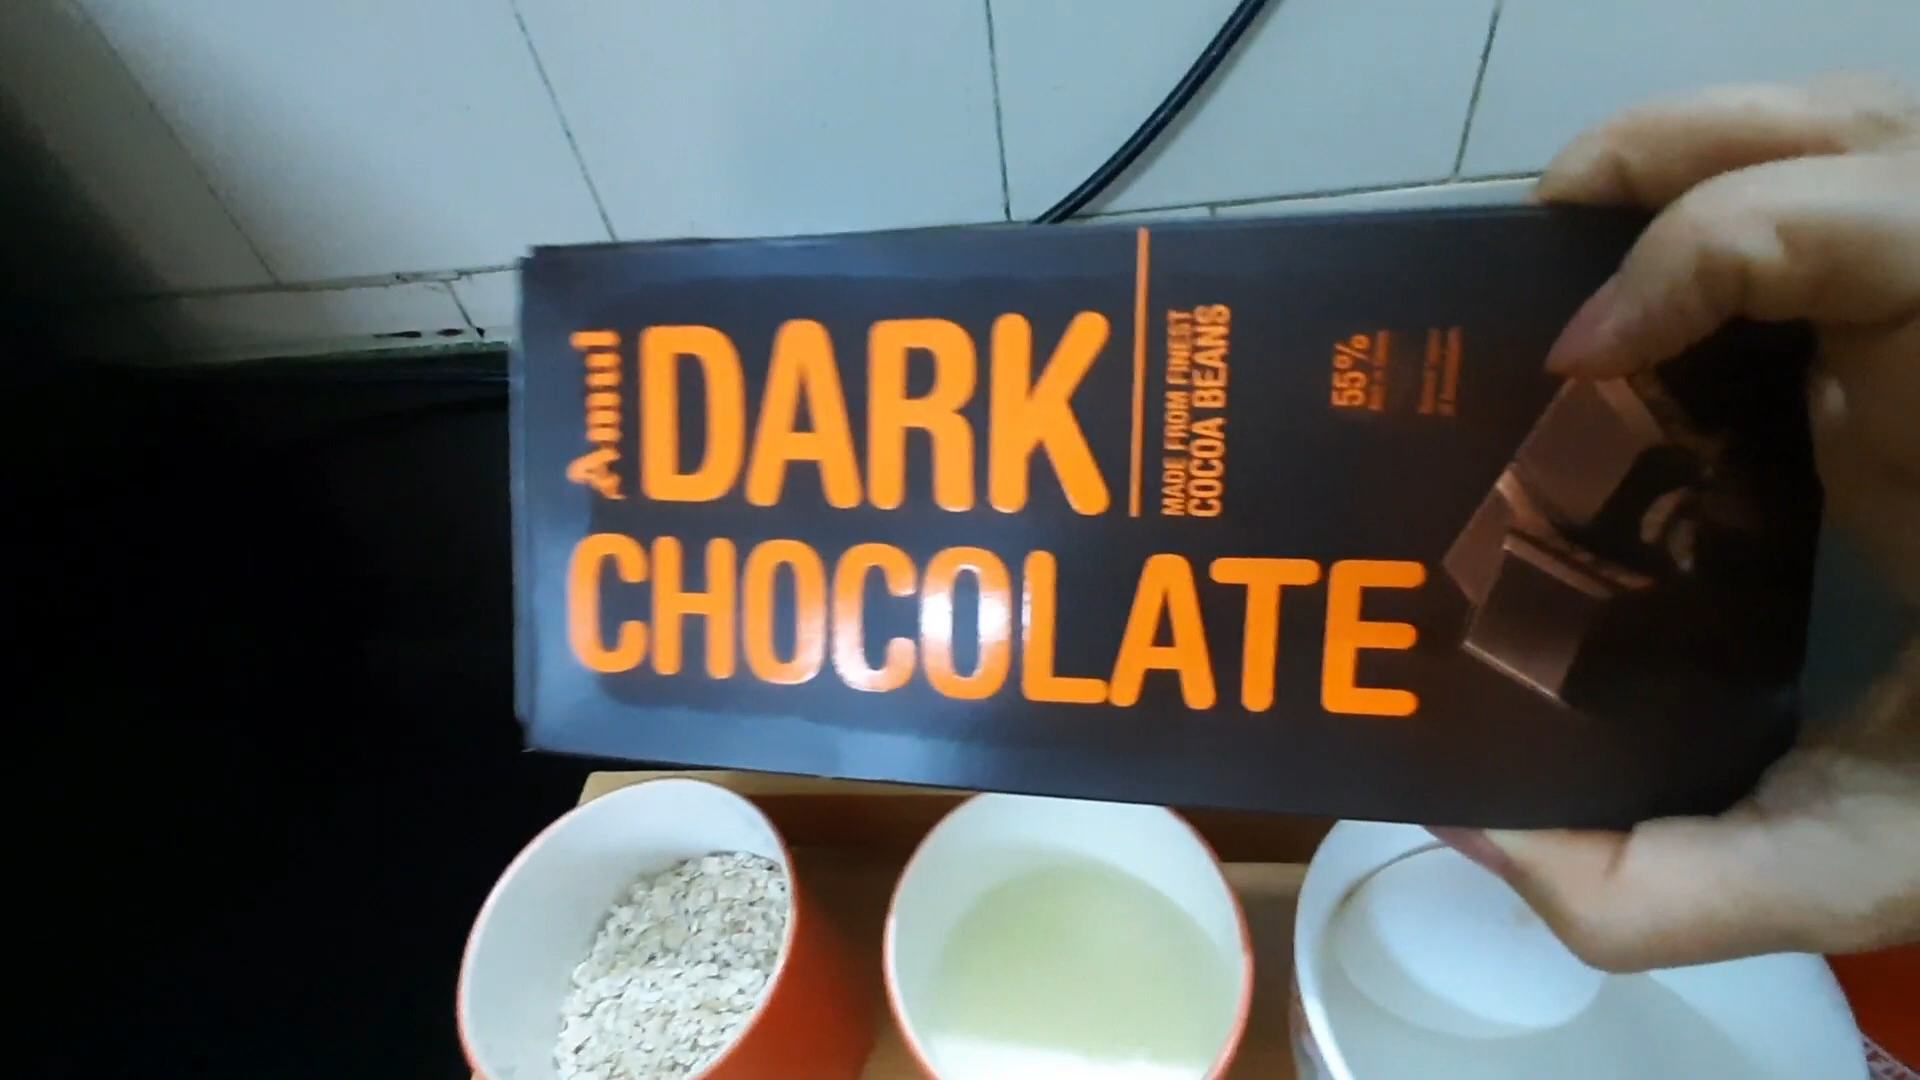 Amul
DARK
CHOCOLATE
MADE FROM FINEST
COCOA BEANS
55%